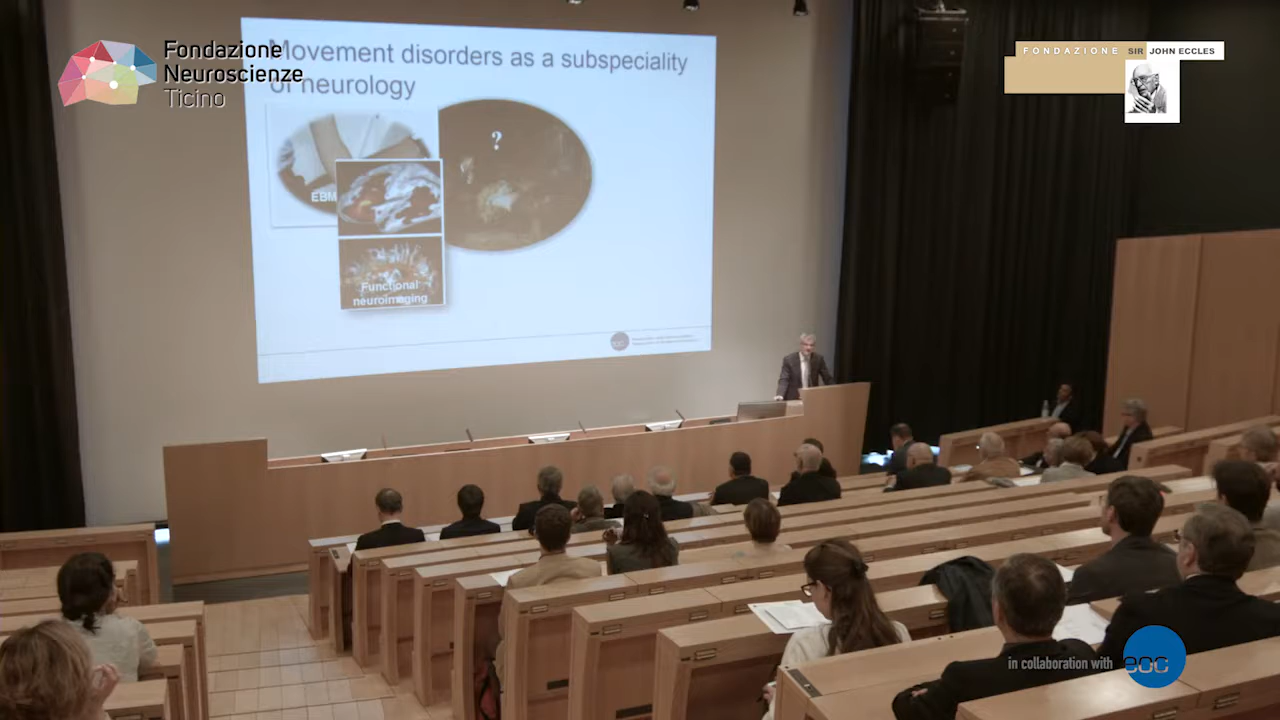 Fondazione
Neuroscienze
Ticino
FONDAZIONE SIR JOHN ECCLES
Movement disorders as a subspeciality
of neurology
?
EBM
Functional
neuroimaging
eoc
in collaboration with eoc